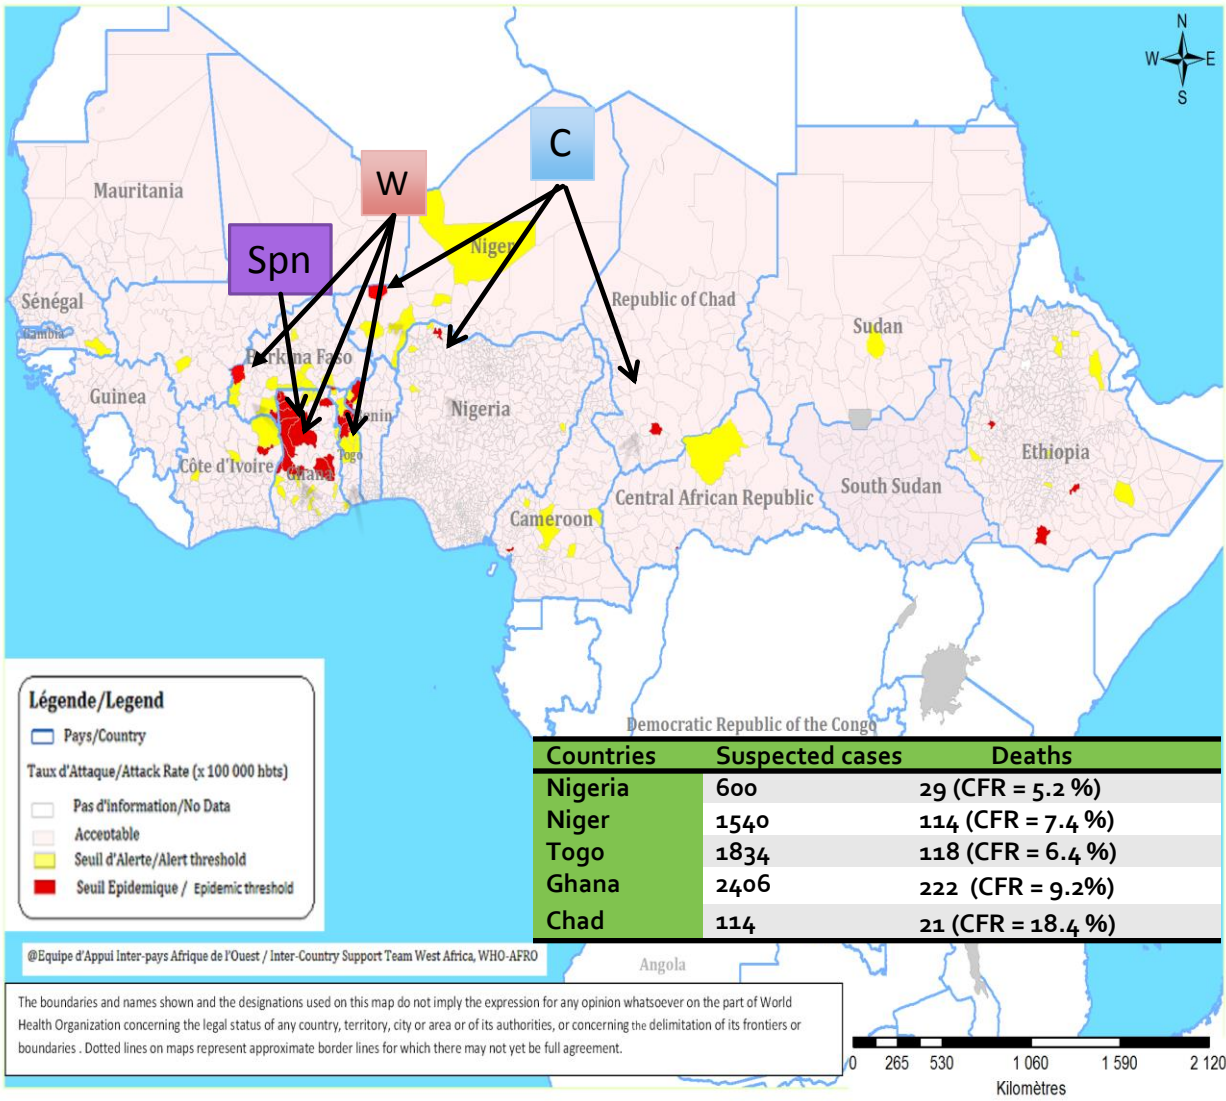 N
W E
S
C
W
Mauritania
Spn
Niger
Sénégal
Republic of Chad
Gambia
Sudan
Burkina Faso
Guinea
Nigeria
Benin
Togo
Ethiopia
Côte d'Ivoire
Ghana
South Sudan
Central African Republic
Cameroon
Légende/Legend
Pays/Country
Taux d'Attaque/Attack Rate (x 100 000 hbts)
Pas d'information/No Data
Acceptable
Seuil d'Alerte/Alert threshold
Seuil Epidemique / Epidemic threshold
Democratic Republic of the Congo
Countries Suspected cases Deaths
Nigeria 600 29 (CFR = 5.2 %)
Niger 1540 114 (CFR = 7.4 %)
Togo 1834 118 (CFR = 6.4 %)
Ghana 2406 222 (CFR = 9.2%)
Chad 114 21 (CFR = 18.4 %)
@Equipe d'Appui Inter-pays Afrique de l'Ouest / Inter-Country Support Team West Africa, WHO-AFRO
Angola
The boundaries and names shown and the designations used on this map do not imply the expression for any opinion whatsoever on the part of World
Health Organization concerning the legal status of any country, territory, city or area or of its authorities, or concerning the delimitation of its frontiers or
boundaries . Dotted lines on maps represent approximate border lines for which there may not yet be full agreement.
0 265 530 1 060 1 590 2 120
Kilomètres